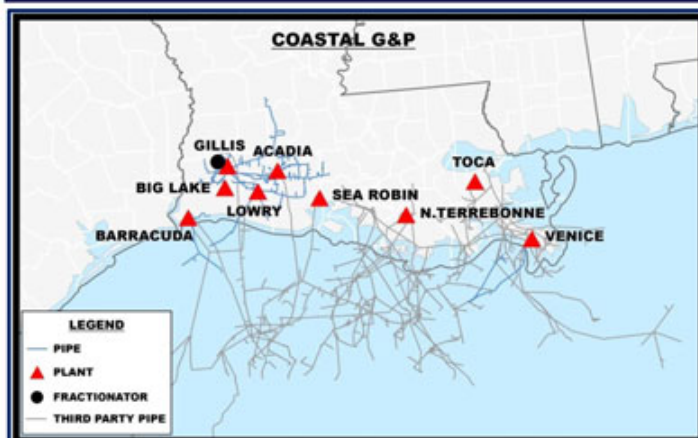 COASTAL G&P
GILLIS
ACADIA
TOCA
BIG LAKE
SEA ROBIN
LOWRY
N.TERREBONNE
BARRACUDA
VENICE
LEGEND
PIPE
PLANT
FRACTIONATOR
THIRD PARTY PIPE